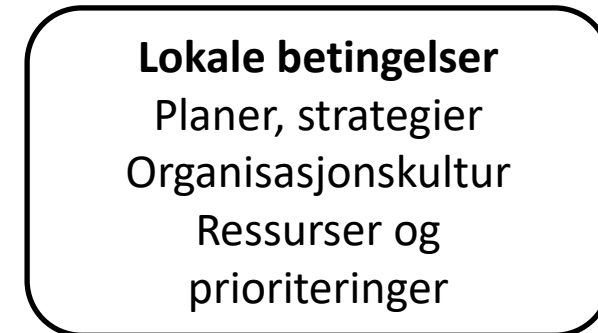 Lokale betingelser
Planer, strategier
Organisasjonskultur
Ressurser og
prioriteringer